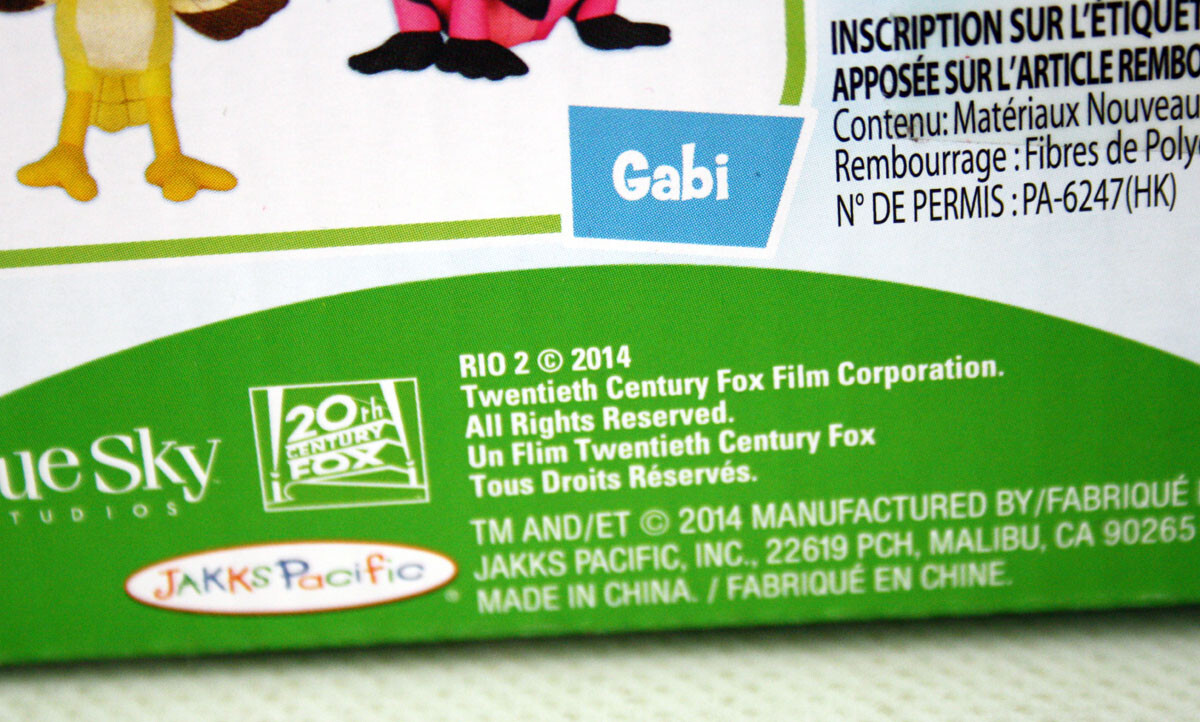 INSCRIPTION SUR L'ÉTIQUET
APPOSÉE SUR L'ARTICLE REMBO
Contenu: Matériaux Nouveau
Rembourrage : Fibres de Poly
N° DE PERMIS : PA-6247(HK)
Gabi
RIO 2 © 2014
Twentieth Century Fox Film Corporation.
All Rights Reserved.
Un Flim Twentieth Century Fox
Tous Droits Réservés.
TM AND/ET © 2014 MANUFACTURED BY/FABRIQUÉ
JAKKS PACIFIC, INC., 22619 PCH, MALIBU, CA 90265
MADE IN CHINA. / FABRIQUÉ EN CHINE.
ue Sky
TUDIOS
20th
CENTURY
FOX
JAKKS Pacific